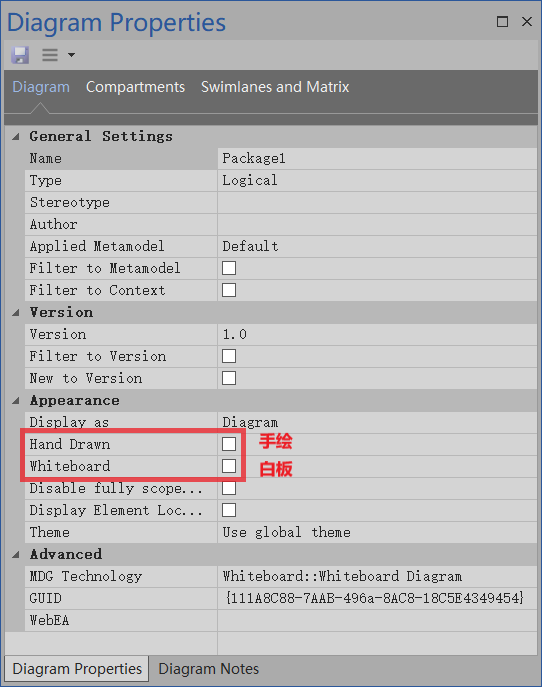 Diagram Properties
Diagram Compartments Swimlanes and Matrix
General Settings
Name Package1
Type Logical
Stereotype
Author
Applied Metamodel Default
Filter to Metamodel
Filter to Context
Version
Version 1.0
Filter to Version
New to Version
Appearance
Display as Diagram
Hand Drawn 手绘
Whiteboard 白板
Disable fully scope...
Display Element Loc...
Theme Use global theme
Advanced
MDG Technology Whiteboard::Whiteboard Diagram
GUID {111A8C88-7AAB-496a-8AC8-18C5E4349454}
WebEA
Diagram Properties Diagram Notes